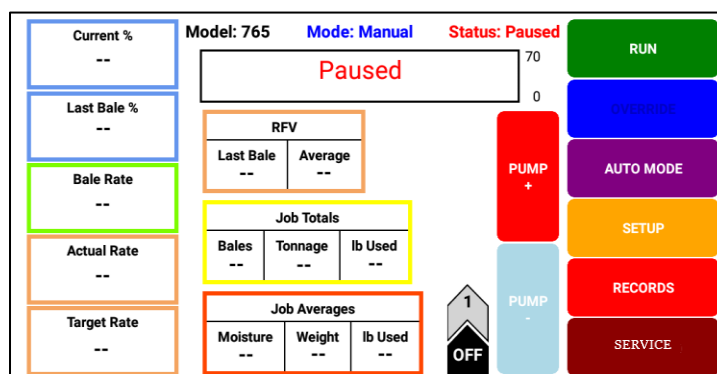 Model: 765 Mode: Manual Status: Paused
Current %
--
Last Bale %
--
Bale Rate
--
Actual Rate
--
Target Rate
--
Paused
70
0
RFV
Last Bale Average
-- --
Job Totals
Bales Tonnage lb Used
-- -- --
Job Averages
Moisture Weight lb Used
-- -- --
1
OFF
PUMP
+
PUMP
-
RUN
OVERRIDE
AUTO MODE
SETUP
RECORDS
SERVICE